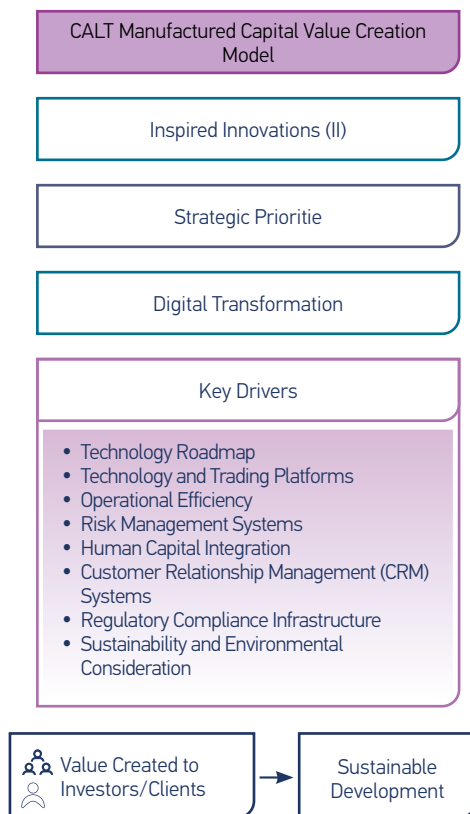 CALT Manufactured Capital Value Creation
Model
Inspired Innovations (II)
Strategic Prioritie
Digital Transformation
Key Drivers
• Technology Roadmap
• Technology and Trading Platforms
• Operational Efficiency
• Risk Management Systems
• Human Capital Integration
• Customer Relationship Management (CRM)
Systems
• Regulatory Compliance Infrastructure
• Sustainability and Environmental
Consideration
Value Created to
Investors/Clients
Sustainable
Development